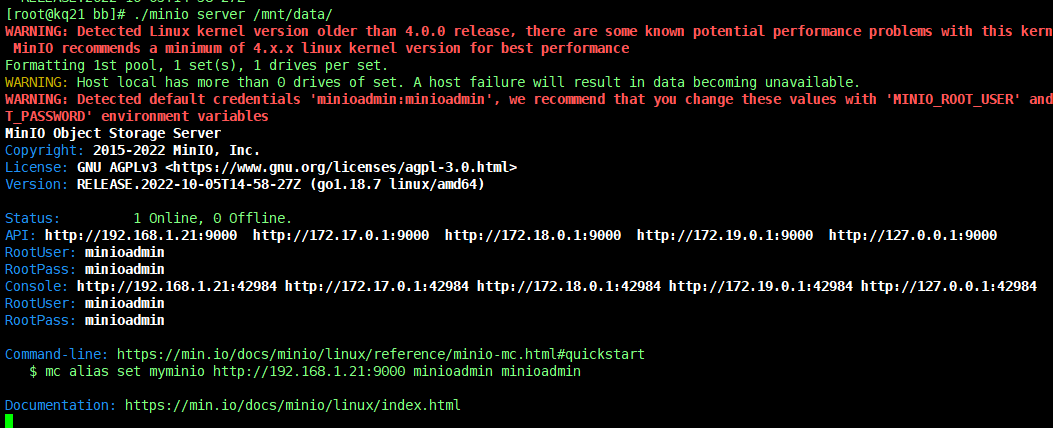 [root@kq21 bb]# ./minio server /mnt/data/
WARNING: Detected Linux kernel version older than 4.0.0 release, there are some known potential performance problems with this kern
MinIO recommends a minimum of 4.x.x linux kernel version for best performance
Formatting 1st pool, 1 set(s), 1 drives per set.
WARNING: Host local has more than 0 drives of set. A host failure will result in data becoming unavailable.
WARNING: Detected default credentials 'minioadmin:minioadmin', we recommend that you change these values with 'MINIO_ROOT_USER' and
T_PASSWORD' environment variables
MinIO Object Storage Server
Copyright: 2015-2022 MinIO, Inc.
License: GNU AGPLv3 <https://www.gnu.org/licenses/agpl-3.0.html>
Version: RELEASE.2022-10-05T14-58-27Z (go1.18.7 linux/amd64)
Status:         1 Online, 0 Offline.
API: http://192.168.1.21:9000  http://172.17.0.1:9000  http://172.18.0.1:9000  http://172.19.0.1:9000  http://127.0.0.1:9000
RootUser: minioadmin
RootPass: minioadmin
Console: http://192.168.1.21:42984 http://172.17.0.1:42984 http://172.18.0.1:42984 http://172.19.0.1:42984 http://127.0.0.1:42984
RootUser: minioadmin
RootPass: minioadmin
Command-line: https://min.io/docs/minio/linux/reference/minio-mc.html#quickstart
$ mc alias set myminio http://192.168.1.21:9000 minioadmin minioadmin
Documentation: https://min.io/docs/minio/linux/index.html